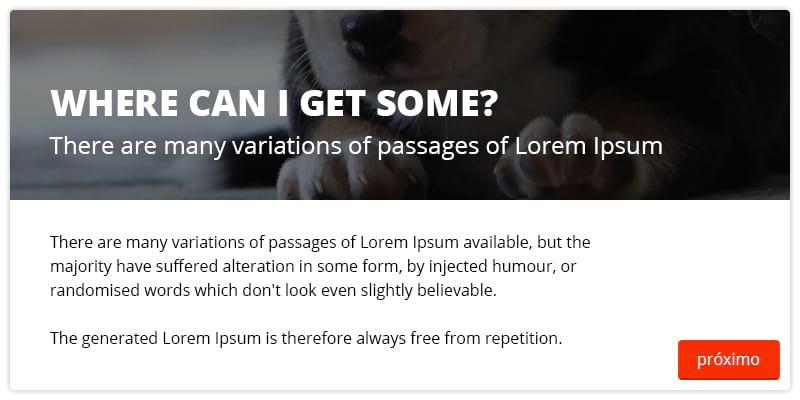 WHERE CAN I GET SOME?
There are many variations of passages of Lorem Ipsum
There are many variations of passages of Lorem Ipsum available, but the
majority have suffered alteration in some form, by injected humour, or
randomised words which don't look even slightly believable.
The generated Lorem Ipsum is therefore always free from repetition.
próximo